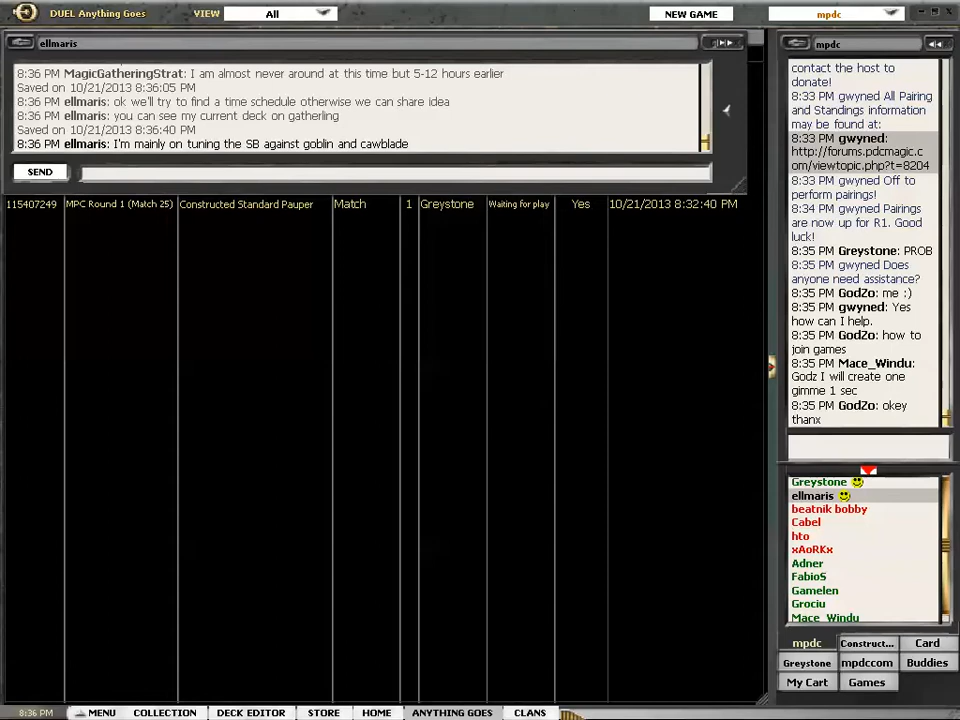 DUEL Anything Goes VIEW All NEW GAME mpdc
ellmaris
8:36 PM MagicGatheringStrat: I am almost never around at this time but 5-12 hours earlier
Saved on 10/21/2013 8:36:05 PM
8:36 PM ellmaris: ok we'll try to find a time schedule otherwise we can share idea
8:36 PM ellmaris: you can see my current deck on gatherling
Saved on 10/21/2013 8:36:40 PM
8:36 PM ellmaris: I'm mainly on tuning the SB against goblin and cawblade
SEND
115407249 MPC Round 1 (Match 25) Constructed Standard Pauper Match 1 Greystone Waiting for play Yes 10/21/2013 8:32:40 PM
mpdc
contact the host to
donate!
8:33 PM gwyned All Pairing
and Standings information
may be found at:
8:33 PM gwyned:
http://forums.pdcmagic.c
om/viewtopic.php?t=8204
8:33 PM gwyned Off to
perform pairings!
8:34 PM gwyned Pairings
are now up for R1. Good
luck!
8:35 PM Greystone: PROB
8:35 PM gwyned Does
anyone need assistance?
8:35 PM GodZo: me :)
8:35 PM gwyned: Yes
how can I help.
8:35 PM GodZo: how to
join games
8:35 PM Mace_Windu:
Godz I will create one
gimme 1 sec
8:35 PM GodZo: okey
thanx
Greystone
ellmaris
beatnik bobby
Cabel
hto
xAoRKx
Adner
FabioS
Gamelen
Grociu
Mace_Windu
mpdc Construct... Card
Greystone mpdccom Buddies
My Cart Games
8:36 PM MENU COLLECTION DECK EDITOR STORE HOME ANYTHING GOES CLANS